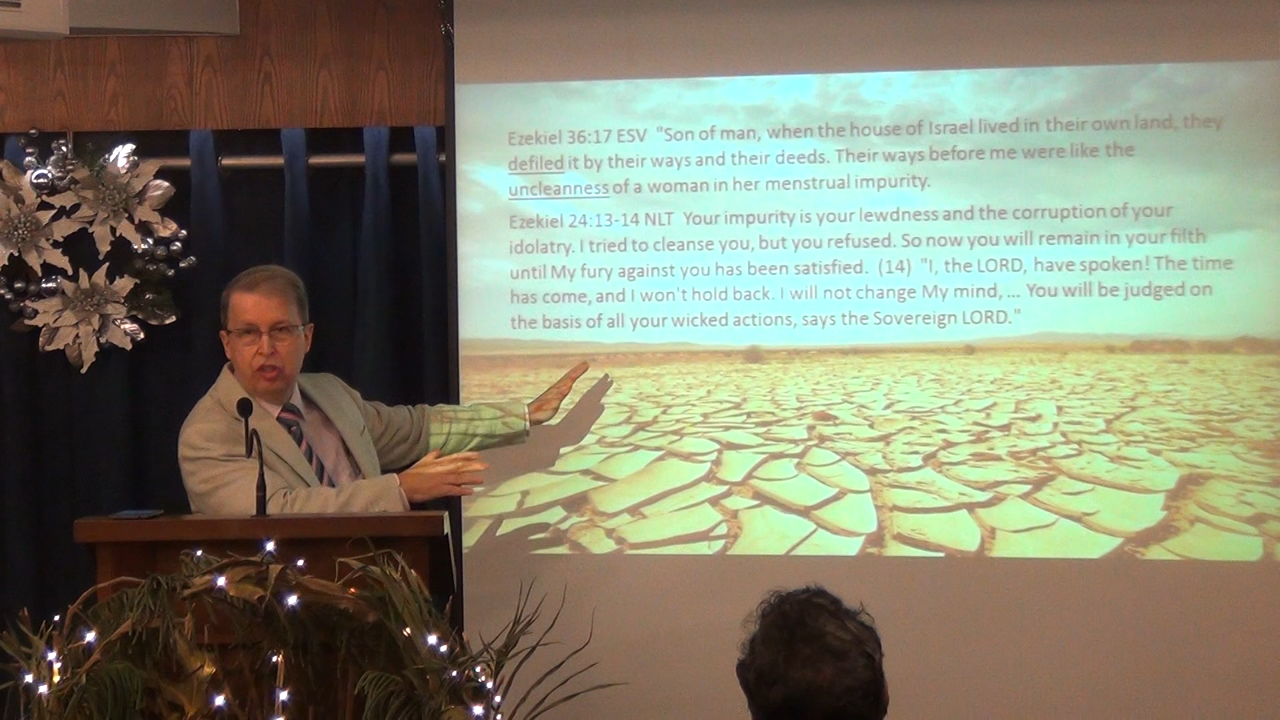 Ezekiel 36:17 ESV  "Son of man, when the house of Israel lived in their own land, they
defiled it by their ways and their deeds. Their ways before me were like the
uncleanness of a woman in her menstrual impurity.
Ezekiel 24:13-14 NLT  Your impurity is your lewdness and the corruption of your
idolatry. I tried to cleanse you, but you refused. So now you will remain in your filth
until My fury against you has been satisfied.  (14)  "I, the LORD, have spoken! The time
has come, and I won't hold back. I will not change My mind, ... You will be judged on
the basis of all your wicked actions, says the Sovereign LORD."